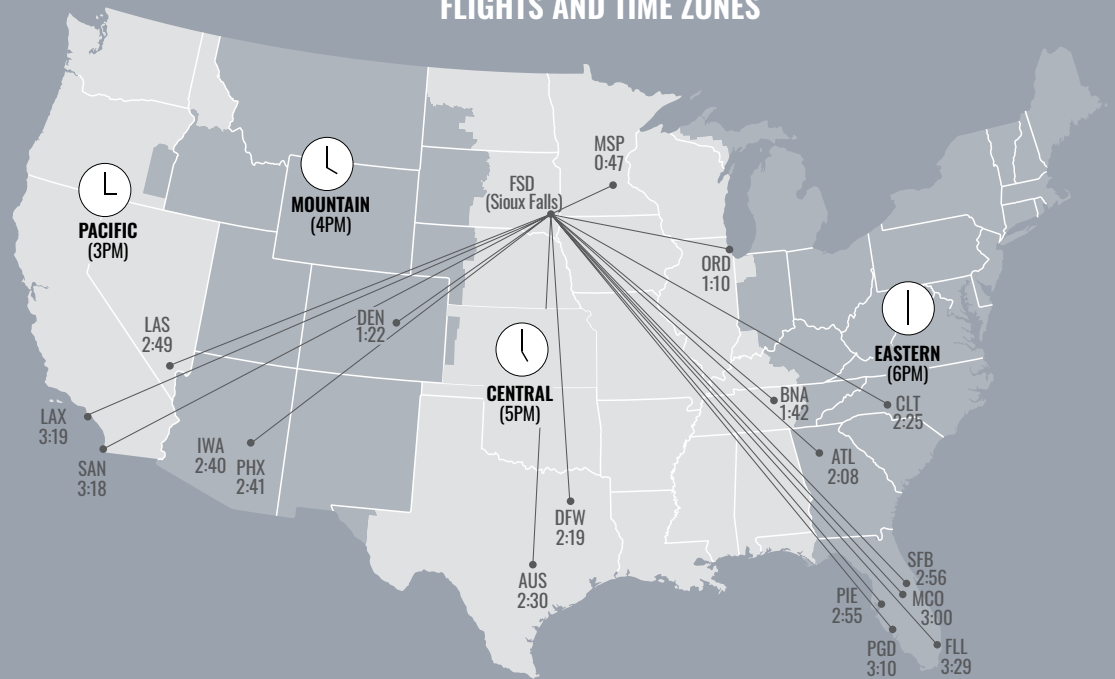 FLIGHTS AND TIME ZONES
MSP
0:47
FSD
(Sioux Falls)
MOUNTAIN
(4PM)
PACIFIC
(3PM)
ORD
1:10
LAS
2:49
DEN
1:22
CENTRAL
(5PM)
EASTERN
(6PM)
BNA
1:42
CLT
2:25
LAX
3:19
SAN
3:18
IWA
2:40
PHX
2:41
ATL
2:08
DFW
2:19
AUS
2:30
SFB
2:56
MCO
3:00
PIE
2:55
PGD
3:10
FLL
3:29